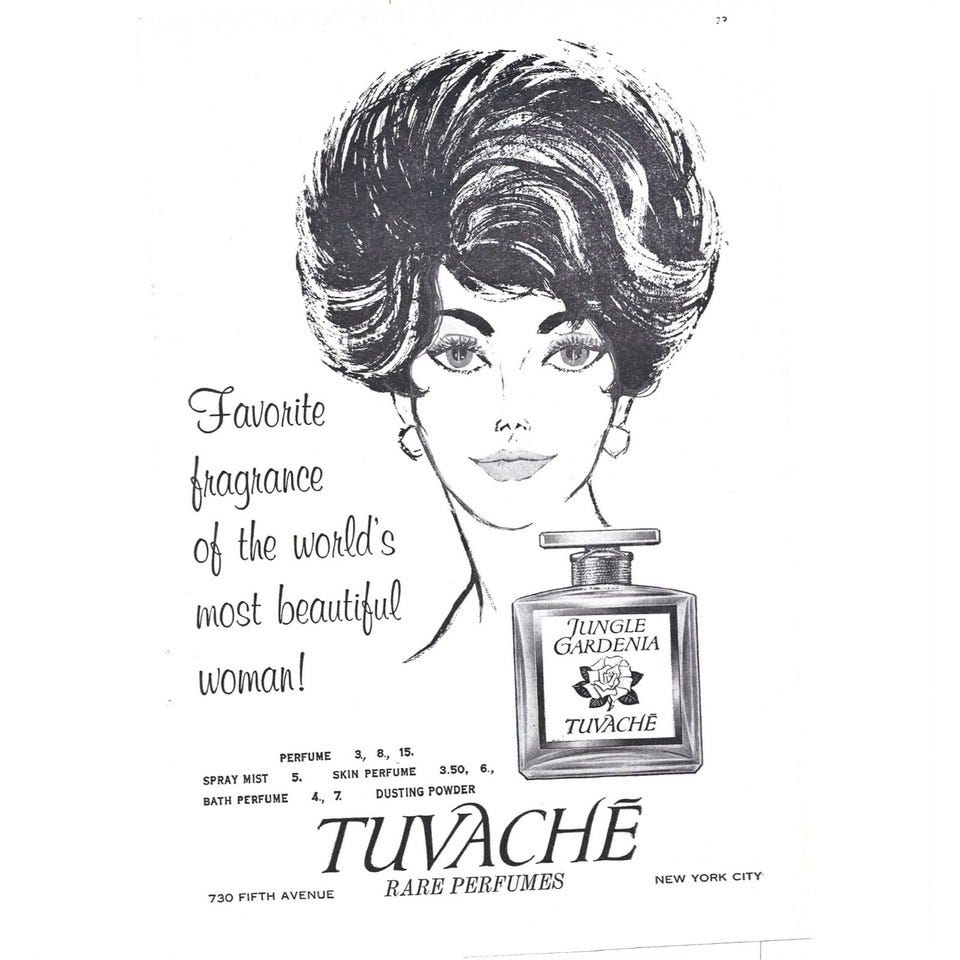 Favorite
fragrance
of the world's
most beautiful
woman!
JUNGLE
GARDENIA
TUVACHĒ
PERFUME 3., 8., 15.
SPRAY MIST 5. SKIN PERFUME 3.50, 6.,
BATH PERFUME 4., 7. DUSTING POWDER
TUVACHĒ
RARE PERFUMES
730 FIFTH AVENUE
NEW YORK CITY